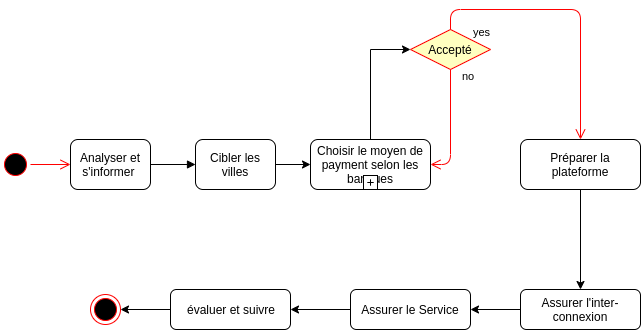 yes
Accepté
no
Analyser et
s'informer
Cibler les
villes
Choisir le moyen de
payment selon les
Préparer la
plateforme
évaluer et suivre
Assurer le Service
Assurer l'inter-
connexion